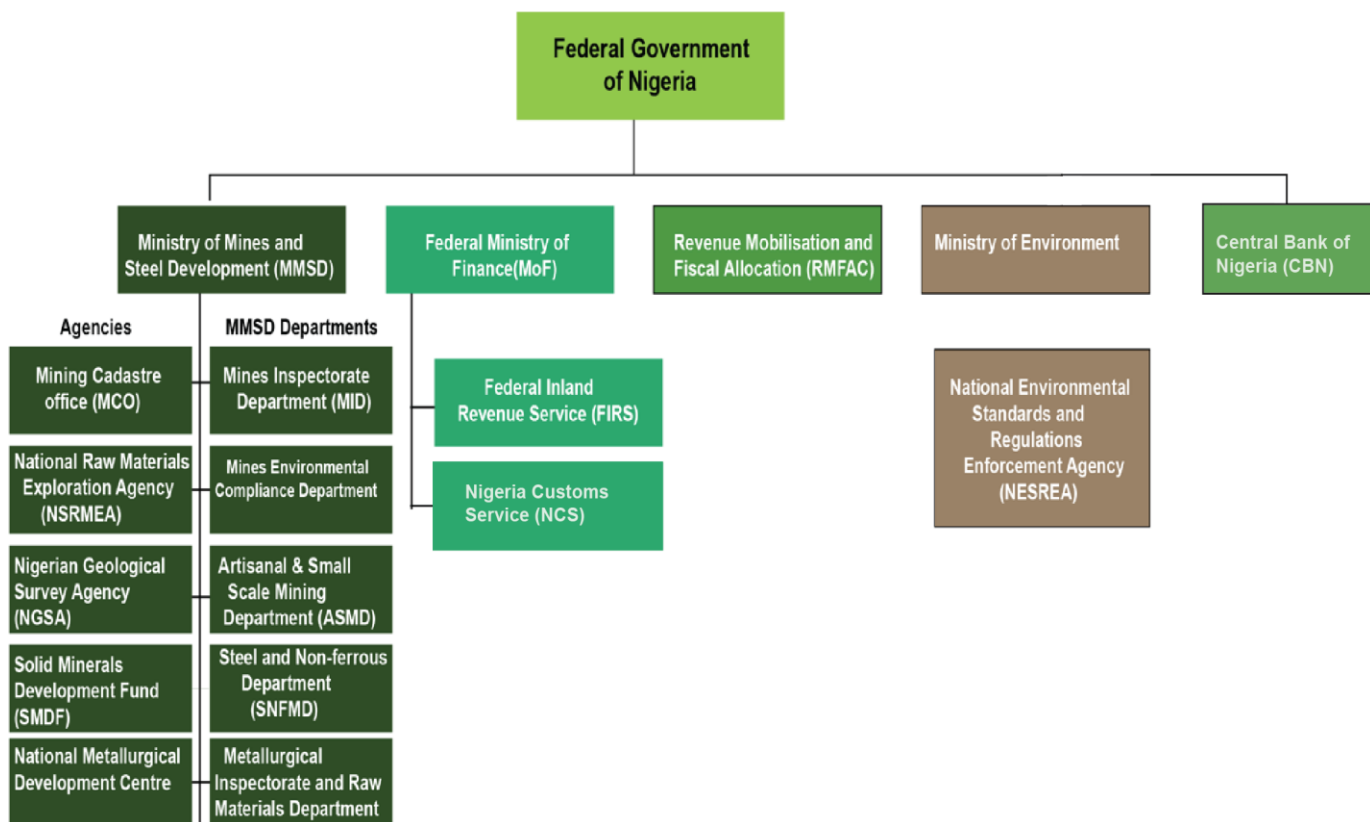 Federal Government
of Nigeria
Ministry of Mines and
Steel Development (MMSD)
Federal Ministry of
Finance(MoF)
Revenue Mobilisation and
Fiscal Allocation (RMFAC)
Ministry of Environment
Central Bank of
Nigeria (CBN)
Agencies
MMSD Departments
Mining Cadastre
office (MCO)
Mines Inspectorate
Department (MID)
Federal Inland
Revenue Service (FIRS)
National Environmental
Standards and
Regulations
Enforcement Agency
(NESREA)
National Raw Materials
Exploration Agency
(NSRMEA)
Mines Environmental
Compliance Department
Nigeria Customs
Service (NCS)
Nigerian Geological
Survey Agency
(NGSA)
Artisanal & Small
Scale Mining
Department (ASMD)
Solid Minerals
Development Fund
(SMDF)
Steel and Non-ferrous
Department
(SNFMD)
National Metallurgical
Development Centre
Metallurgical
Inspectorate and Raw
Materials Department